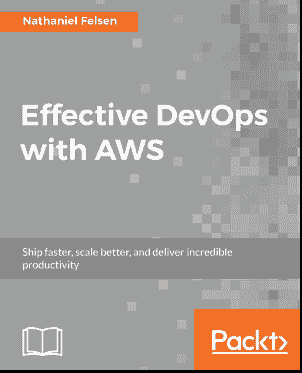 Nathaniel Felsen
Effective DevOps
with AWS
Ship faster, scale better, and deliver incredible
productivity
Packt>